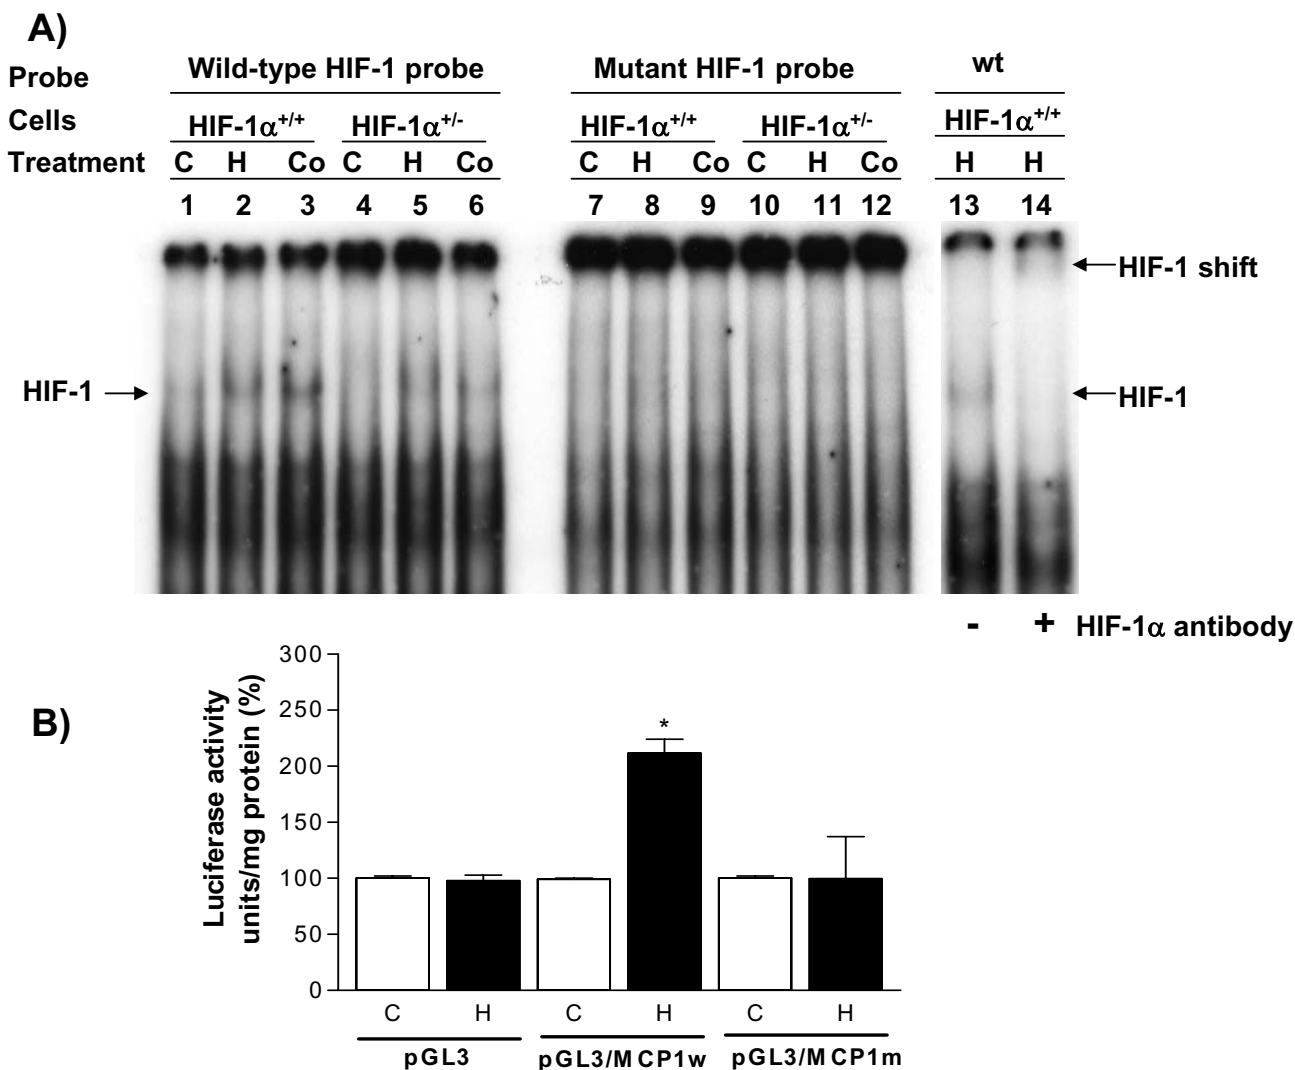 A)
Probe Wild-type HIF-1 probe Mutant HIF-1 probe wt
Cells HIF-1α+/+ HIF-1α+/- HIF-1α+/+ HIF-1α+/- HIF-1α+/+
Treatment C H Co C H Co C H Co C H Co H H
1 2 3 4 5 6 7 8 9 10 11 12 13 14
HIF-1 shift
HIF-1 HIF-1
- + HIF-1α antibody
B)
Luciferase activity
units/mg protein (%)
300
250
200
150
100
50
0
*
C H C H C H
pGL3 pGL3/MCP1w pGL3/MCP1m